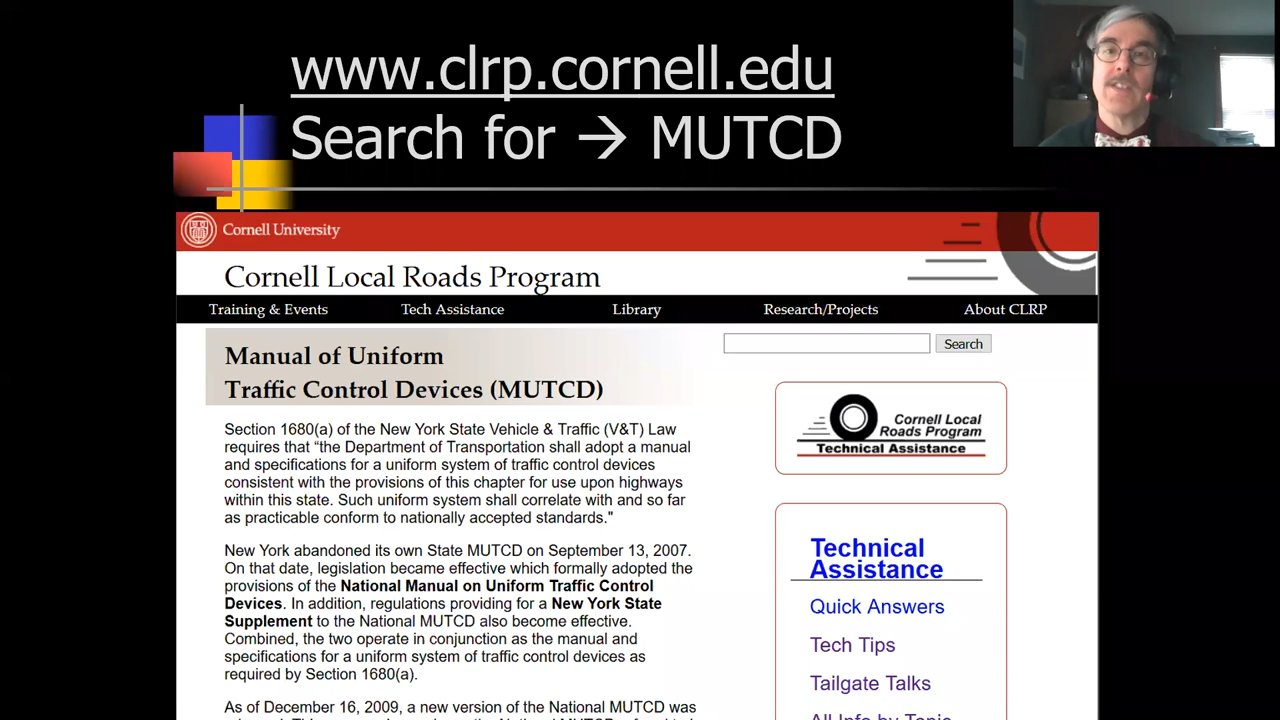 www.clrp.cornell.edu
Search for → MUTCD
Cornell University
Cornell Local Roads Program
Training & Events Tech Assistance Library Research/Projects About CLRP
Search
Manual of Uniform
Traffic Control Devices (MUTCD)
Section 1680(a) of the New York State Vehicle & Traffic (V&T) Law
requires that “the Department of Transportation shall adopt a manual
and specifications for a uniform system of traffic control devices
consistent with the provisions of this chapter for use upon highways
within this state. Such uniform system shall correlate with and so far
as practicable conform to nationally accepted standards."
New York abandoned its own State MUTCD on September 13, 2007.
On that date, legislation became effective which formally adopted the
provisions of the National Manual on Uniform Traffic Control
Devices. In addition, regulations providing for a New York State
Supplement to the National MUTCD also become effective.
Combined, the two operate in conjunction as the manual and
specifications for a uniform system of traffic control devices as
required by Section 1680(a).
As of December 16, 2009, a new version of the National MUTCD was
Cornell Local
Roads Program
Technical Assistance
Technical
Assistance
Quick Answers
Tech Tips
Tailgate Talks
All Info by Topic